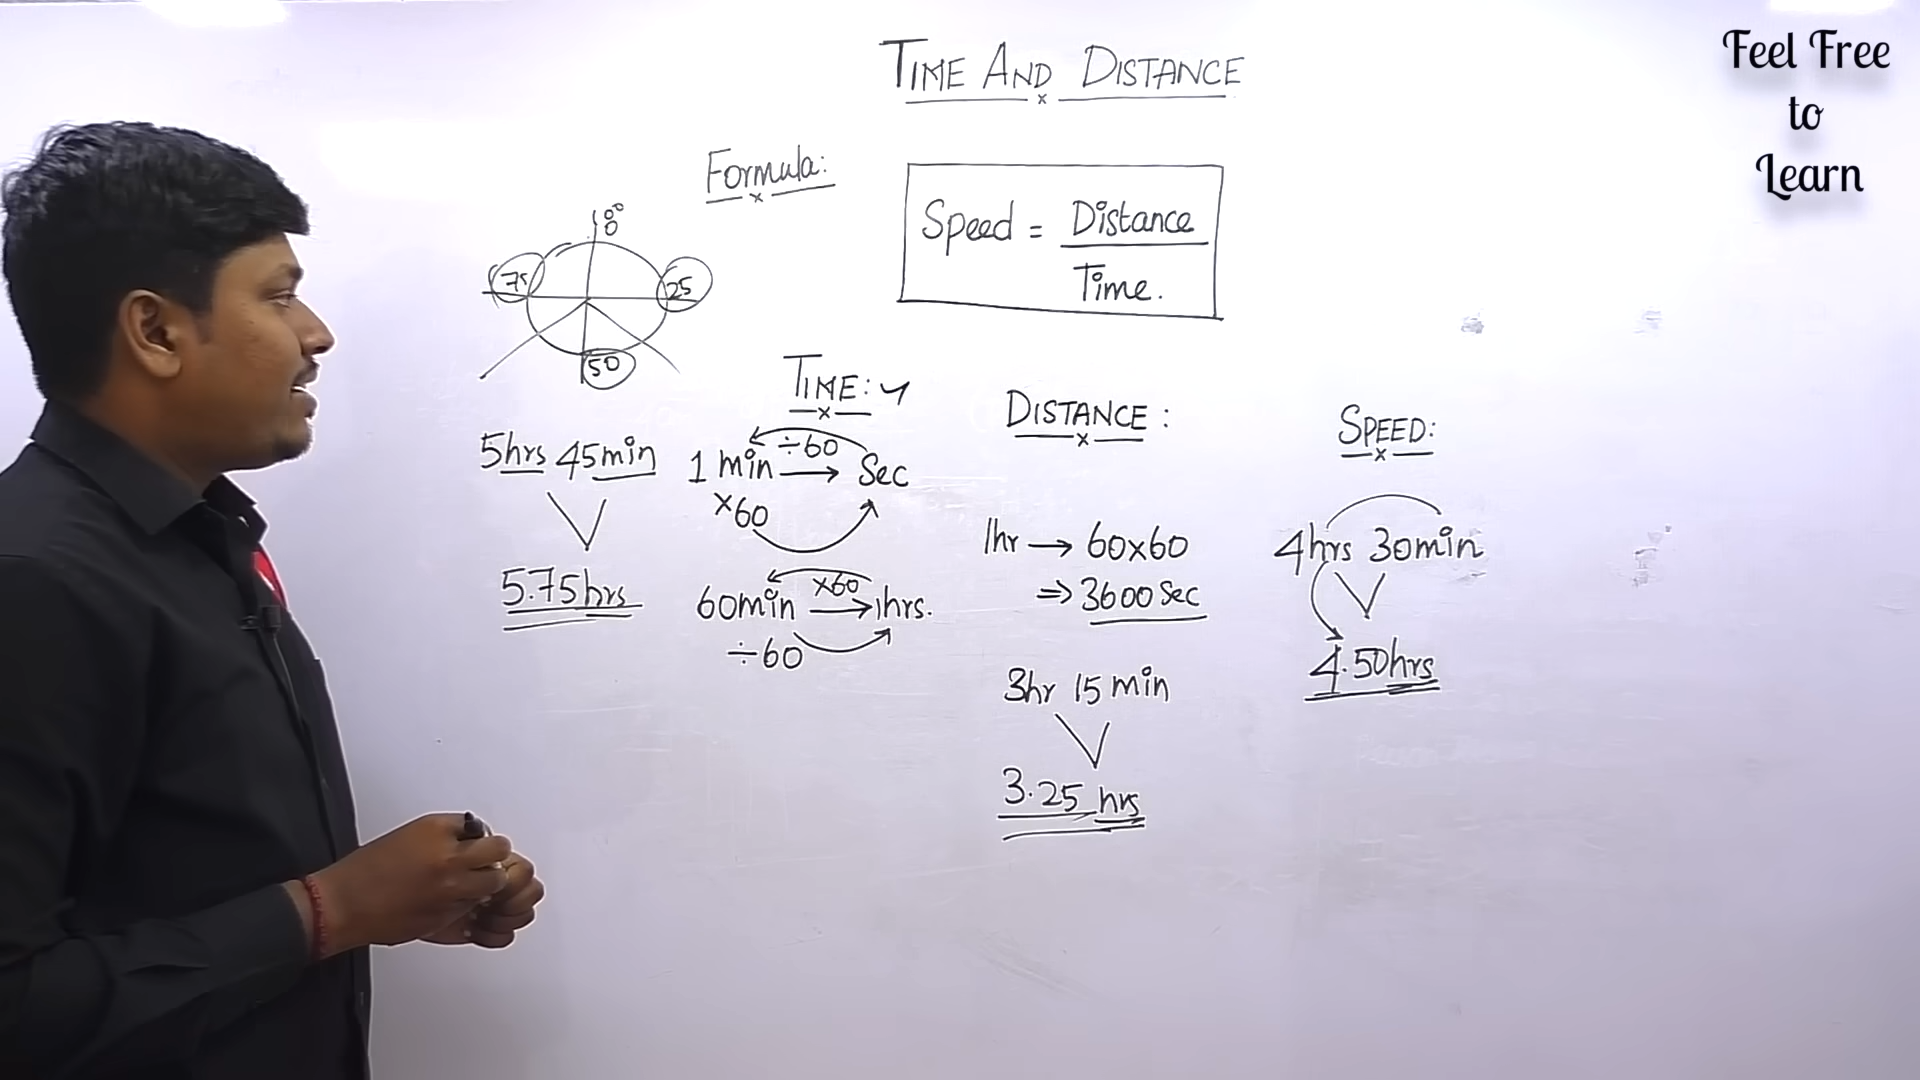 TIME AND DISTANCE
Feel Free
to
Learn
Formula:
Speed = Distance
Time.
75
25
50
TIME:
DISTANCE:
SPEED:
5hrs 45min
5.75hrs
÷60
1 min → Sec
×60
×60
60min → 1hrs.
÷60
1hr → 60×60
⇒ 3600 Sec
3hr 15 min
3.25 hrs
4hrs 30min
4.50hrs